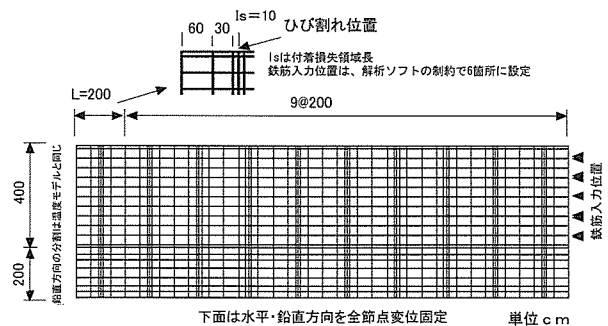 ls=10
60 30
ひび割れ位置
lsは付着損失領域長
鉄筋入力位置は、解析ソフトの制約で6箇所に設定
L=200
9@200
400
200
鉛直方向の分割は温度モデルと同じ
鉄筋入力位置
下面は水平・鉛直方向を全節点変位固定
単位cm